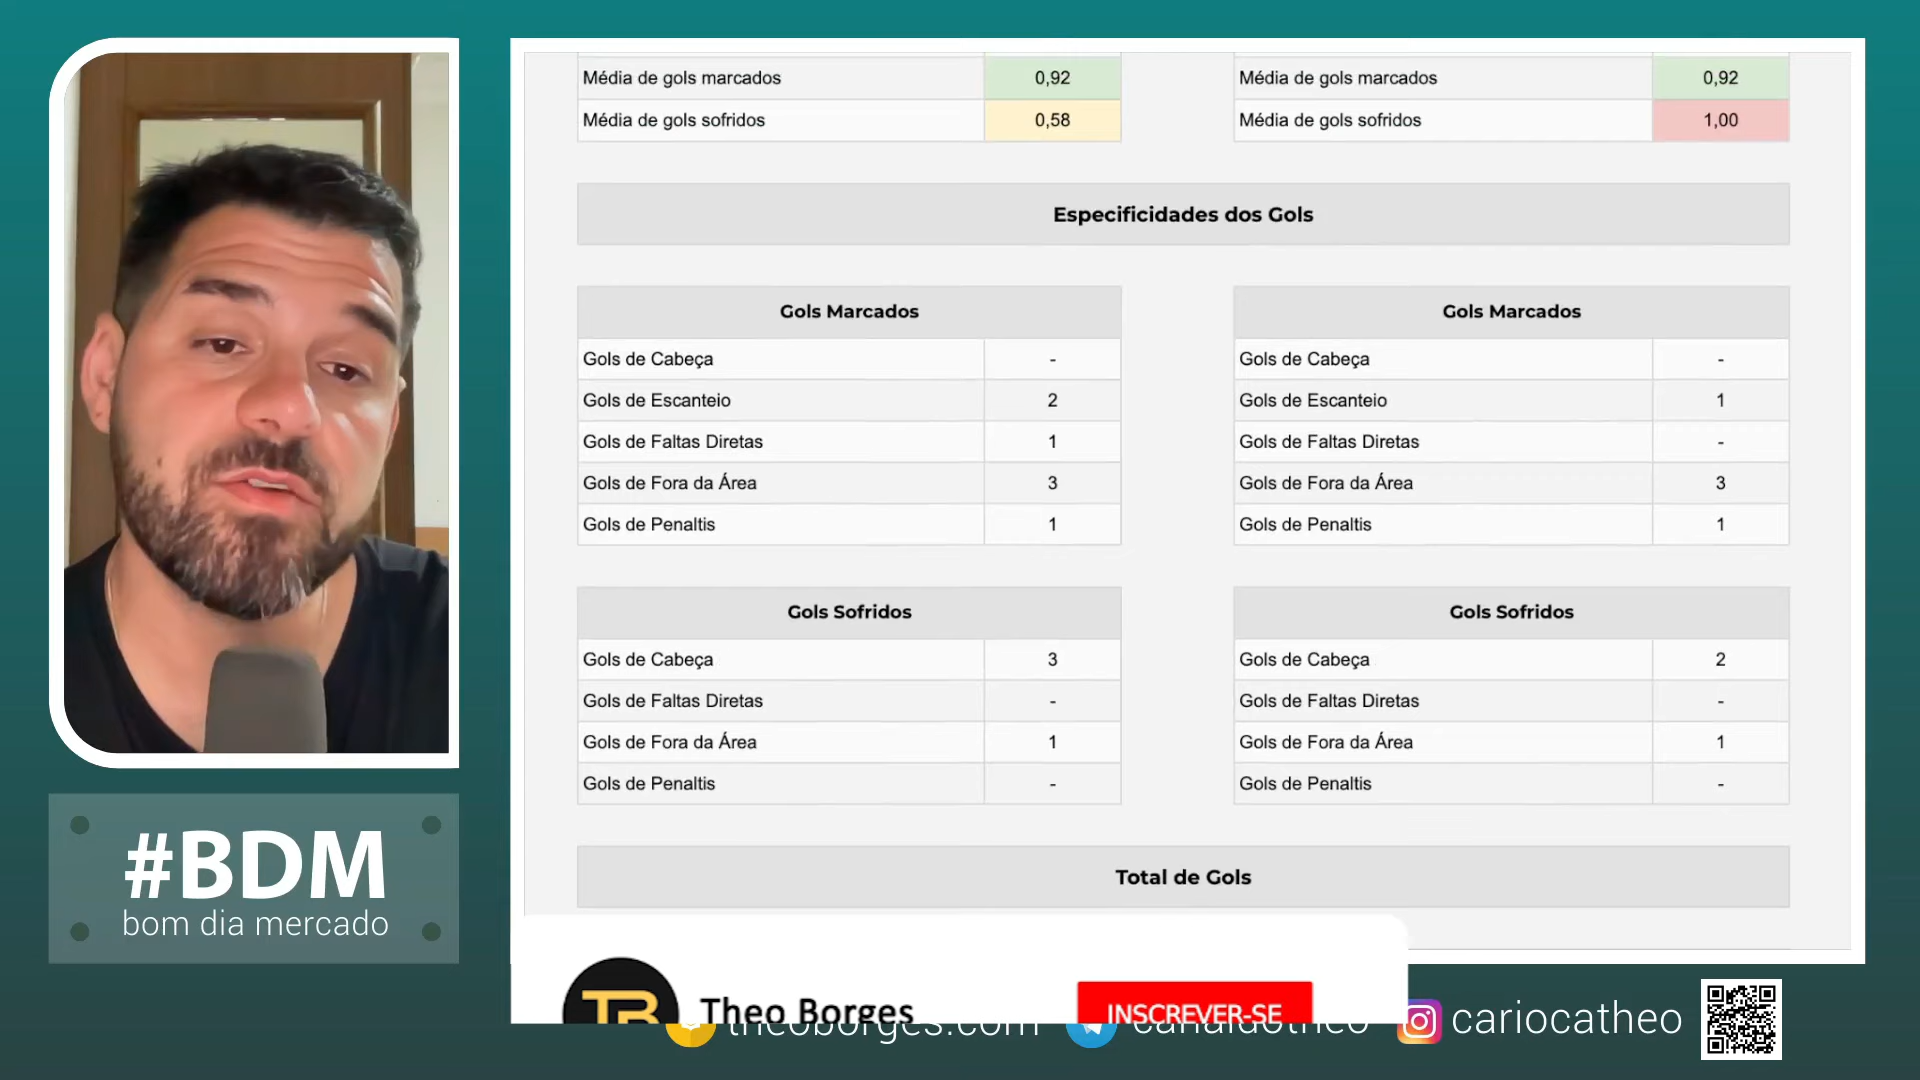 Média de gols marcados 0,92
Média de gols sofridos 0,58
Média de gols marcados 0,92
Média de gols sofridos 1,00
Especificidades dos Gols
Gols Marcados
Gols de Cabeça -
Gols de Escanteio 2
Gols de Faltas Diretas 1
Gols de Fora da Área 3
Gols de Penaltis 1
Gols Marcados
Gols de Cabeça -
Gols de Escanteio 1
Gols de Faltas Diretas -
Gols de Fora da Área 3
Gols de Penaltis 1
Gols Sofridos
Gols de Cabeça 3
Gols de Faltas Diretas -
Gols de Fora da Área 1
Gols de Penaltis -
Gols Sofridos
Gols de Cabeça 2
Gols de Faltas Diretas -
Gols de Fora da Área 1
Gols de Penaltis -
Total de Gols
#BDM
bom dia mercado
TB
Theo Borges
INSCREVER-SE
theoborges.com
canaldotheo
cariocatheo